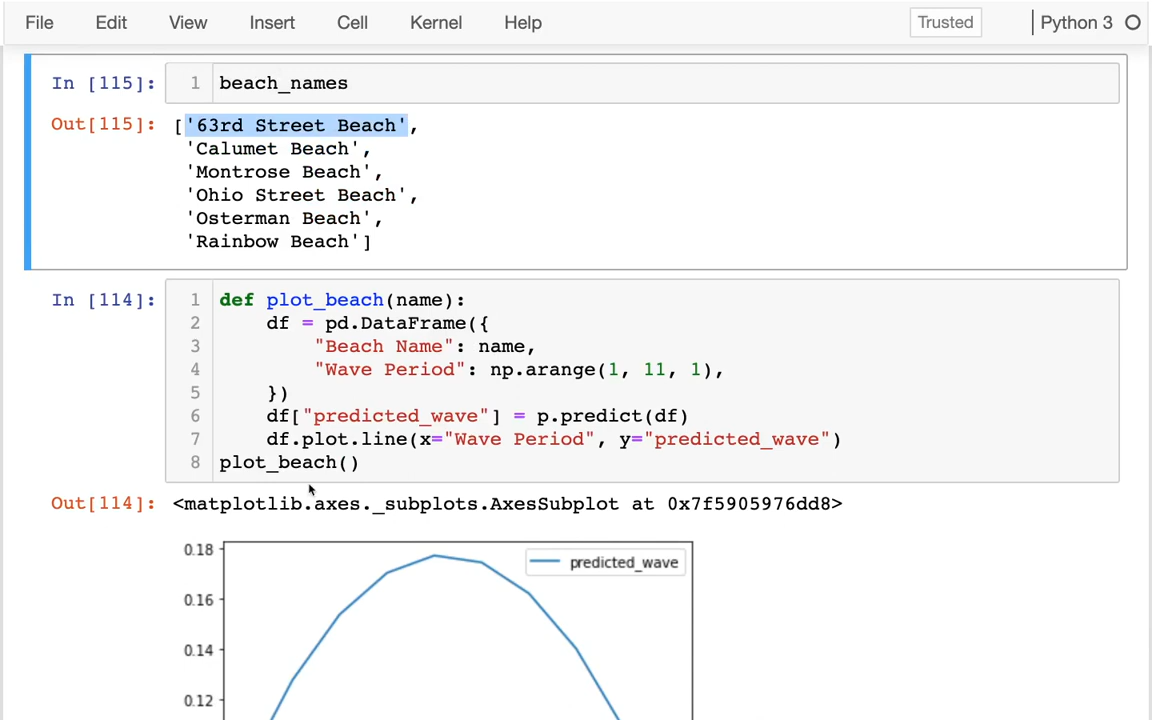 File Edit View Insert Cell Kernel Help Trusted Python 3
In [115]: 1 beach_names
Out[115]: ['63rd Street Beach',
'Calumet Beach',
'Montrose Beach',
'Ohio Street Beach',
'Osterman Beach',
'Rainbow Beach']
In [114]: 1 def plot_beach(name):
2 df = pd.DataFrame({
3 "Beach Name": name,
4 "Wave Period": np.arange(1, 11, 1),
5 })
6 df["predicted_wave"] = p.predict(df)
7 df.plot.line(x="Wave Period", y="predicted_wave")
8 plot_beach()
Out[114]: <matplotlib.axes._subplots.AxesSubplot at 0x7f5905976dd8>
0.18
predicted_wave
0.16
0.14
0.12